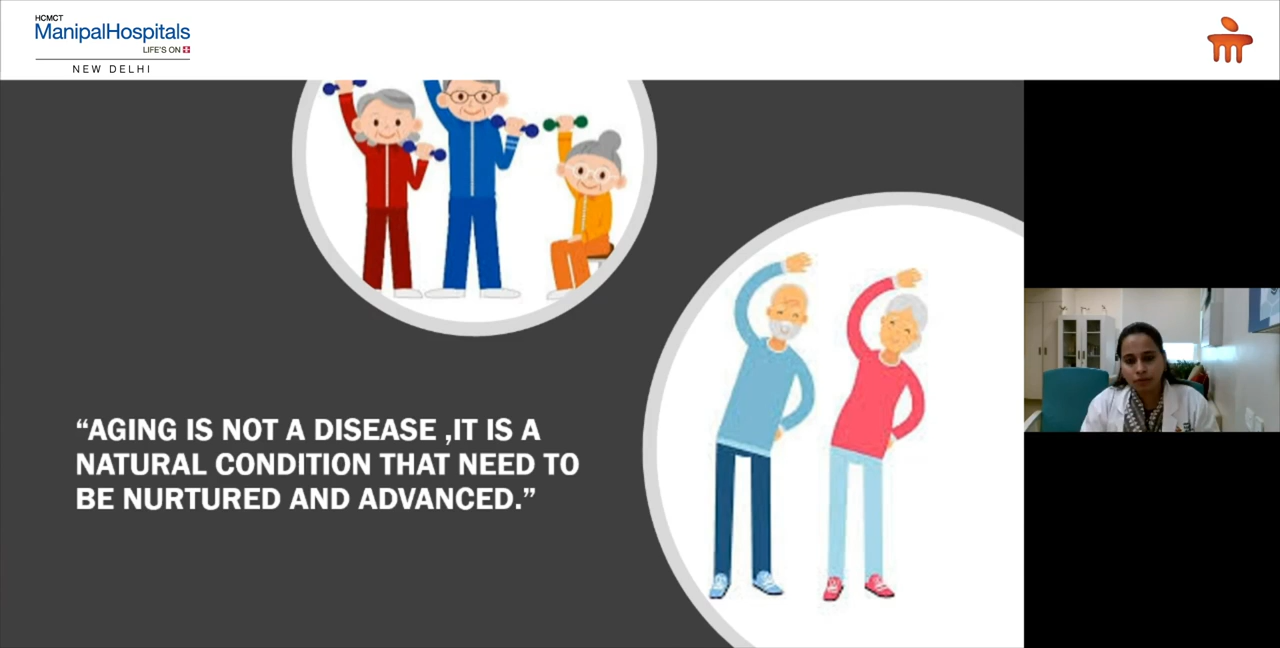 HCMCT
ManipalHospitals
LIFE'S ON
NEW DELHI
“AGING IS NOT A DISEASE ,IT IS A
NATURAL CONDITION THAT NEED TO
BE NURTURED AND ADVANCED.”